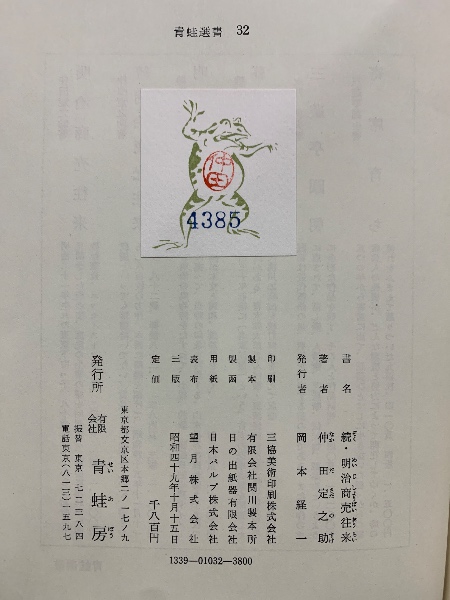 青蛙選書 32
仲田
4385
書名 続・明治商売往来
著者 仲田定之助
発行者 岡本経一
印刷 三協美術印刷株式会社
製本 有限会社関川製本所
製函 日の出紙器有限会社
用紙 日本パルプ株式会社
表布 望月株式会社
三版 昭和四十九年十月十五日
定価 千八百円
発行所 有限会社 青蛙房
東京都文京区本郷二ノ一七ノ九
振替 東京 七二三八四
電話東京(八一三)一五九七
1339-01032-3800